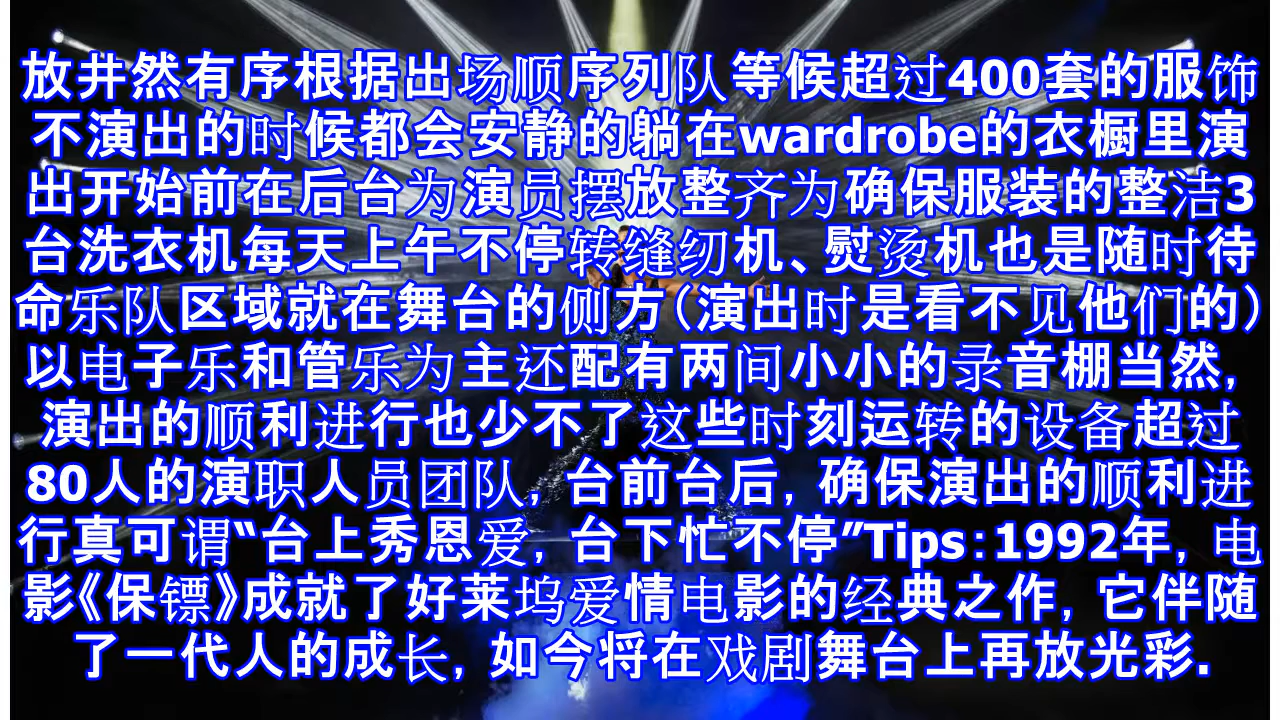 放井然有序根据出场顺序列队等候超过400套的服饰
不演出的时候都会安静的躺在wardrobe的衣橱里演
出开始前在后台为演员摆放整齐为确保服装的整洁3
台洗衣机每天上午不停转缝纫机、熨烫机也是随时待
命乐队区域就在舞台的侧方(演出时是看不见他们的)
以电子乐和管乐为主还配有两间小小的录音棚当然,
演出的顺利进行也少不了这些时刻运转的设备超过
80人的演职人员团队,台前台后,确保演出的顺利进
行真可谓“台上秀恩爱,台下忙不停”Tips:1992年,电
影《保镖》成就了好莱坞爱情电影的经典之作,它伴随
了一代人的成长,如今将在戏剧舞台上再放光彩.